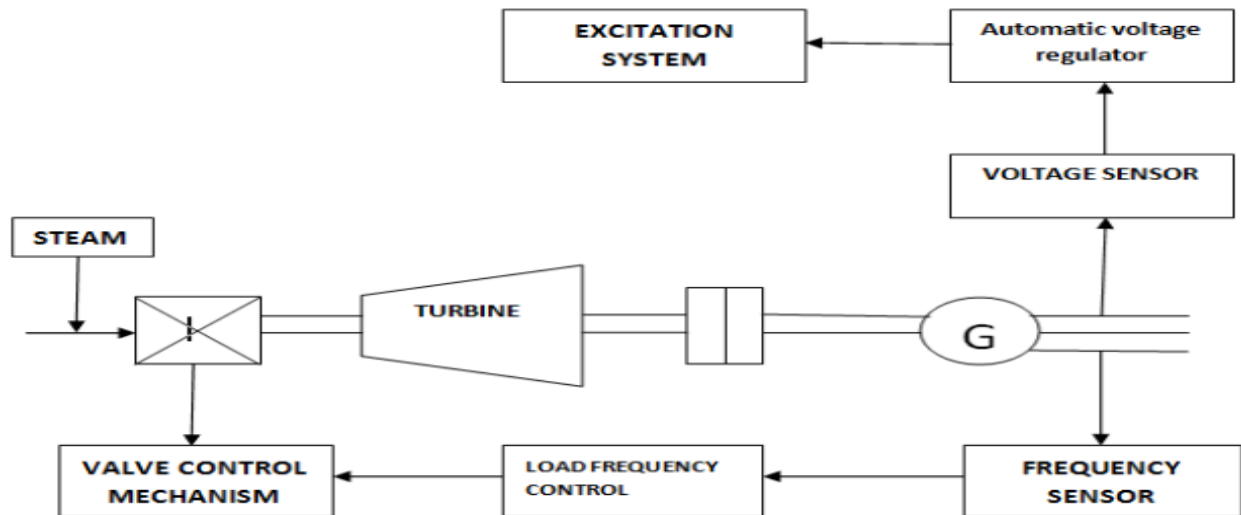 EXCITATION
SYSTEM
Automatic voltage
regulator
VOLTAGE SENSOR
STEAM
TURBINE
G
VALVE CONTROL
MECHANISM
LOAD FREQUENCY
CONTROL
FREQUENCY
SENSOR